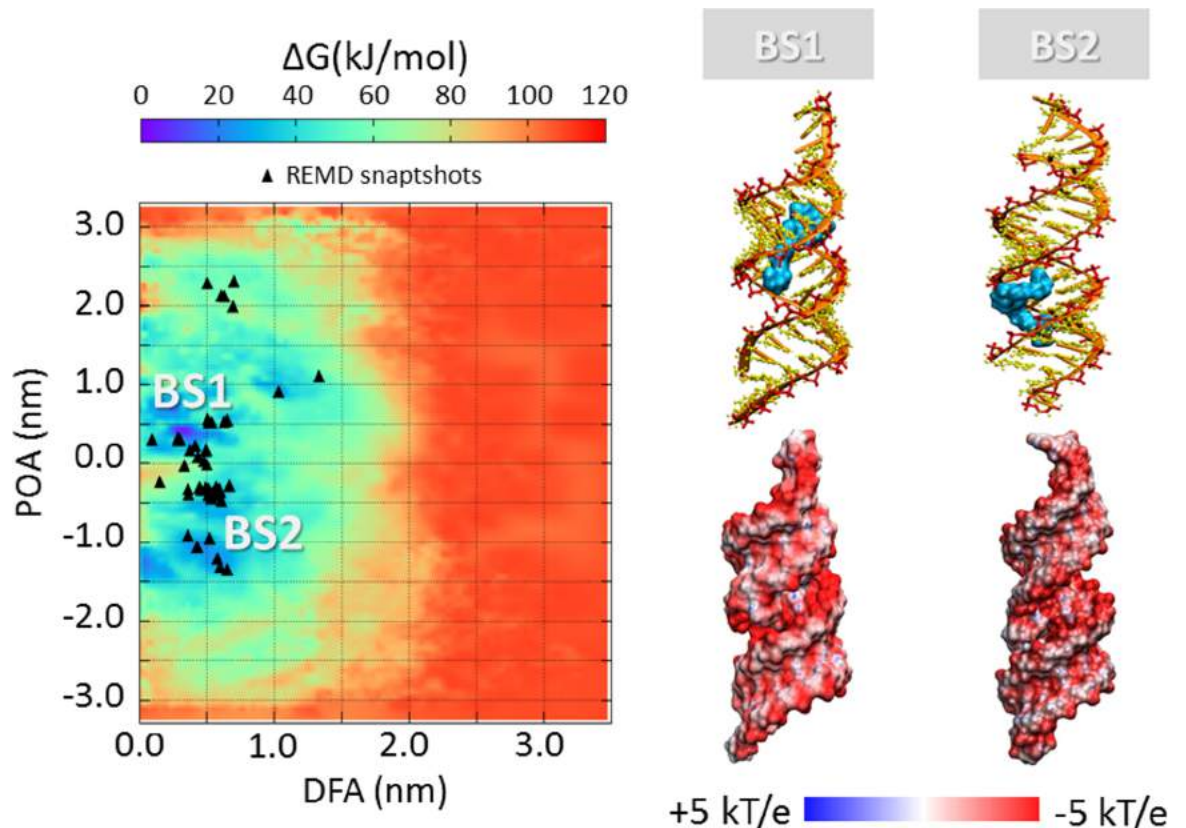 ΔG(kJ/mol)
0 20 40 60 80 100 120
▲ REMD snaptshots
3.0
2.0
1.0
0.0
-1.0
-2.0
-3.0
POA (nm)
BS1
BS2
0.0 1.0 2.0 3.0
DFA (nm)
BS1 BS2
+5 kT/e -5 kT/e